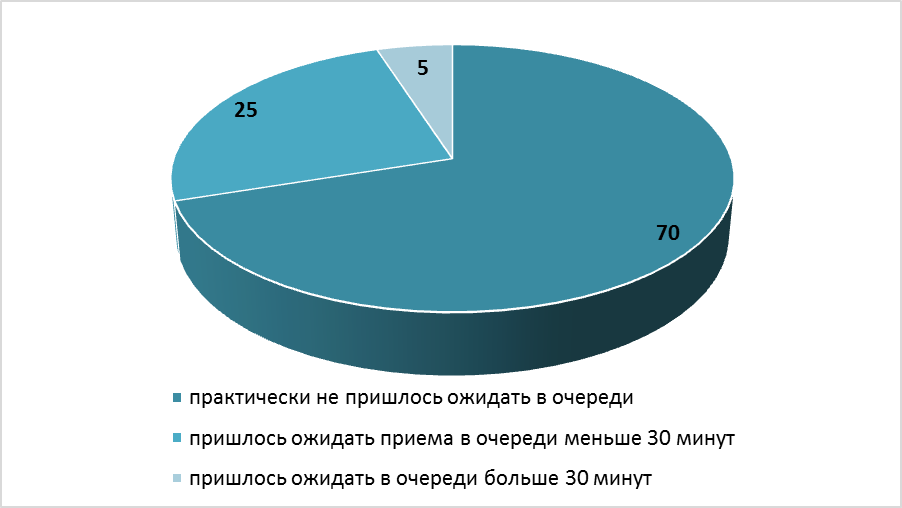 5
25
70
практически не пришлось ожидать в очереди
пришлось ожидать приема в очереди меньше 30 минут
пришлось ожидать в очереди больше 30 минут